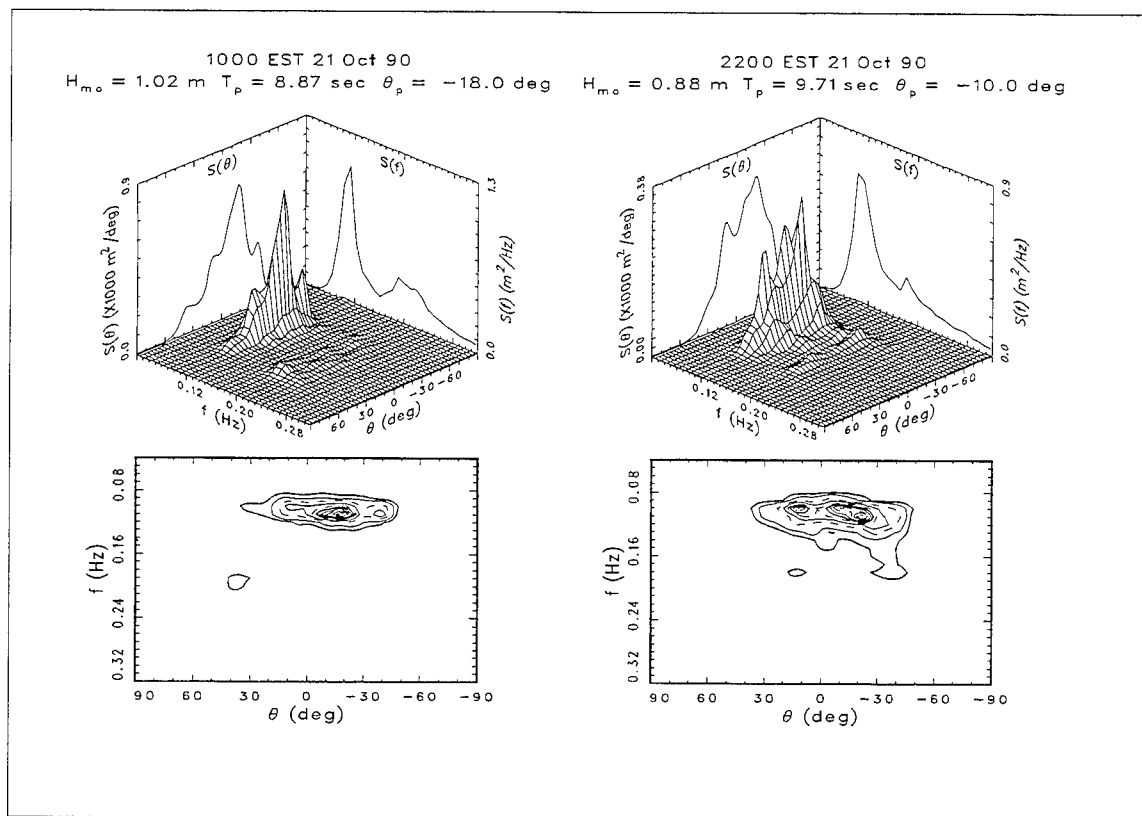 1000 EST 21 Oct 90
H_mo = 1.02 m T_p = 8.87 sec θ_p = −18.0 deg
S(θ)
S(f)
0.9
1.3
S(θ) (X1000 m²/deg)
S(f) (m²/Hz)
0.0
0.0
0.12
0.20
0.28
f (Hz)
60
30
0
−30
−60
θ (deg)
0.08
0.16
0.24
0.32
f (Hz)
90 60 30 0 −30 −60 −90
θ (deg)
2200 EST 21 Oct 90
H_mo = 0.88 m T_p = 9.71 sec θ_p = −10.0 deg
S(θ)
S(f)
0.38
0.9
S(θ) (X1000 m²/deg)
S(f) (m²/Hz)
0.00
0.0
0.12
0.20
0.28
f (Hz)
60
30
0
−30
−60
θ (deg)
0.08
0.16
0.24
0.32
f (Hz)
90 60 30 0 −30 −60 −90
θ (deg)